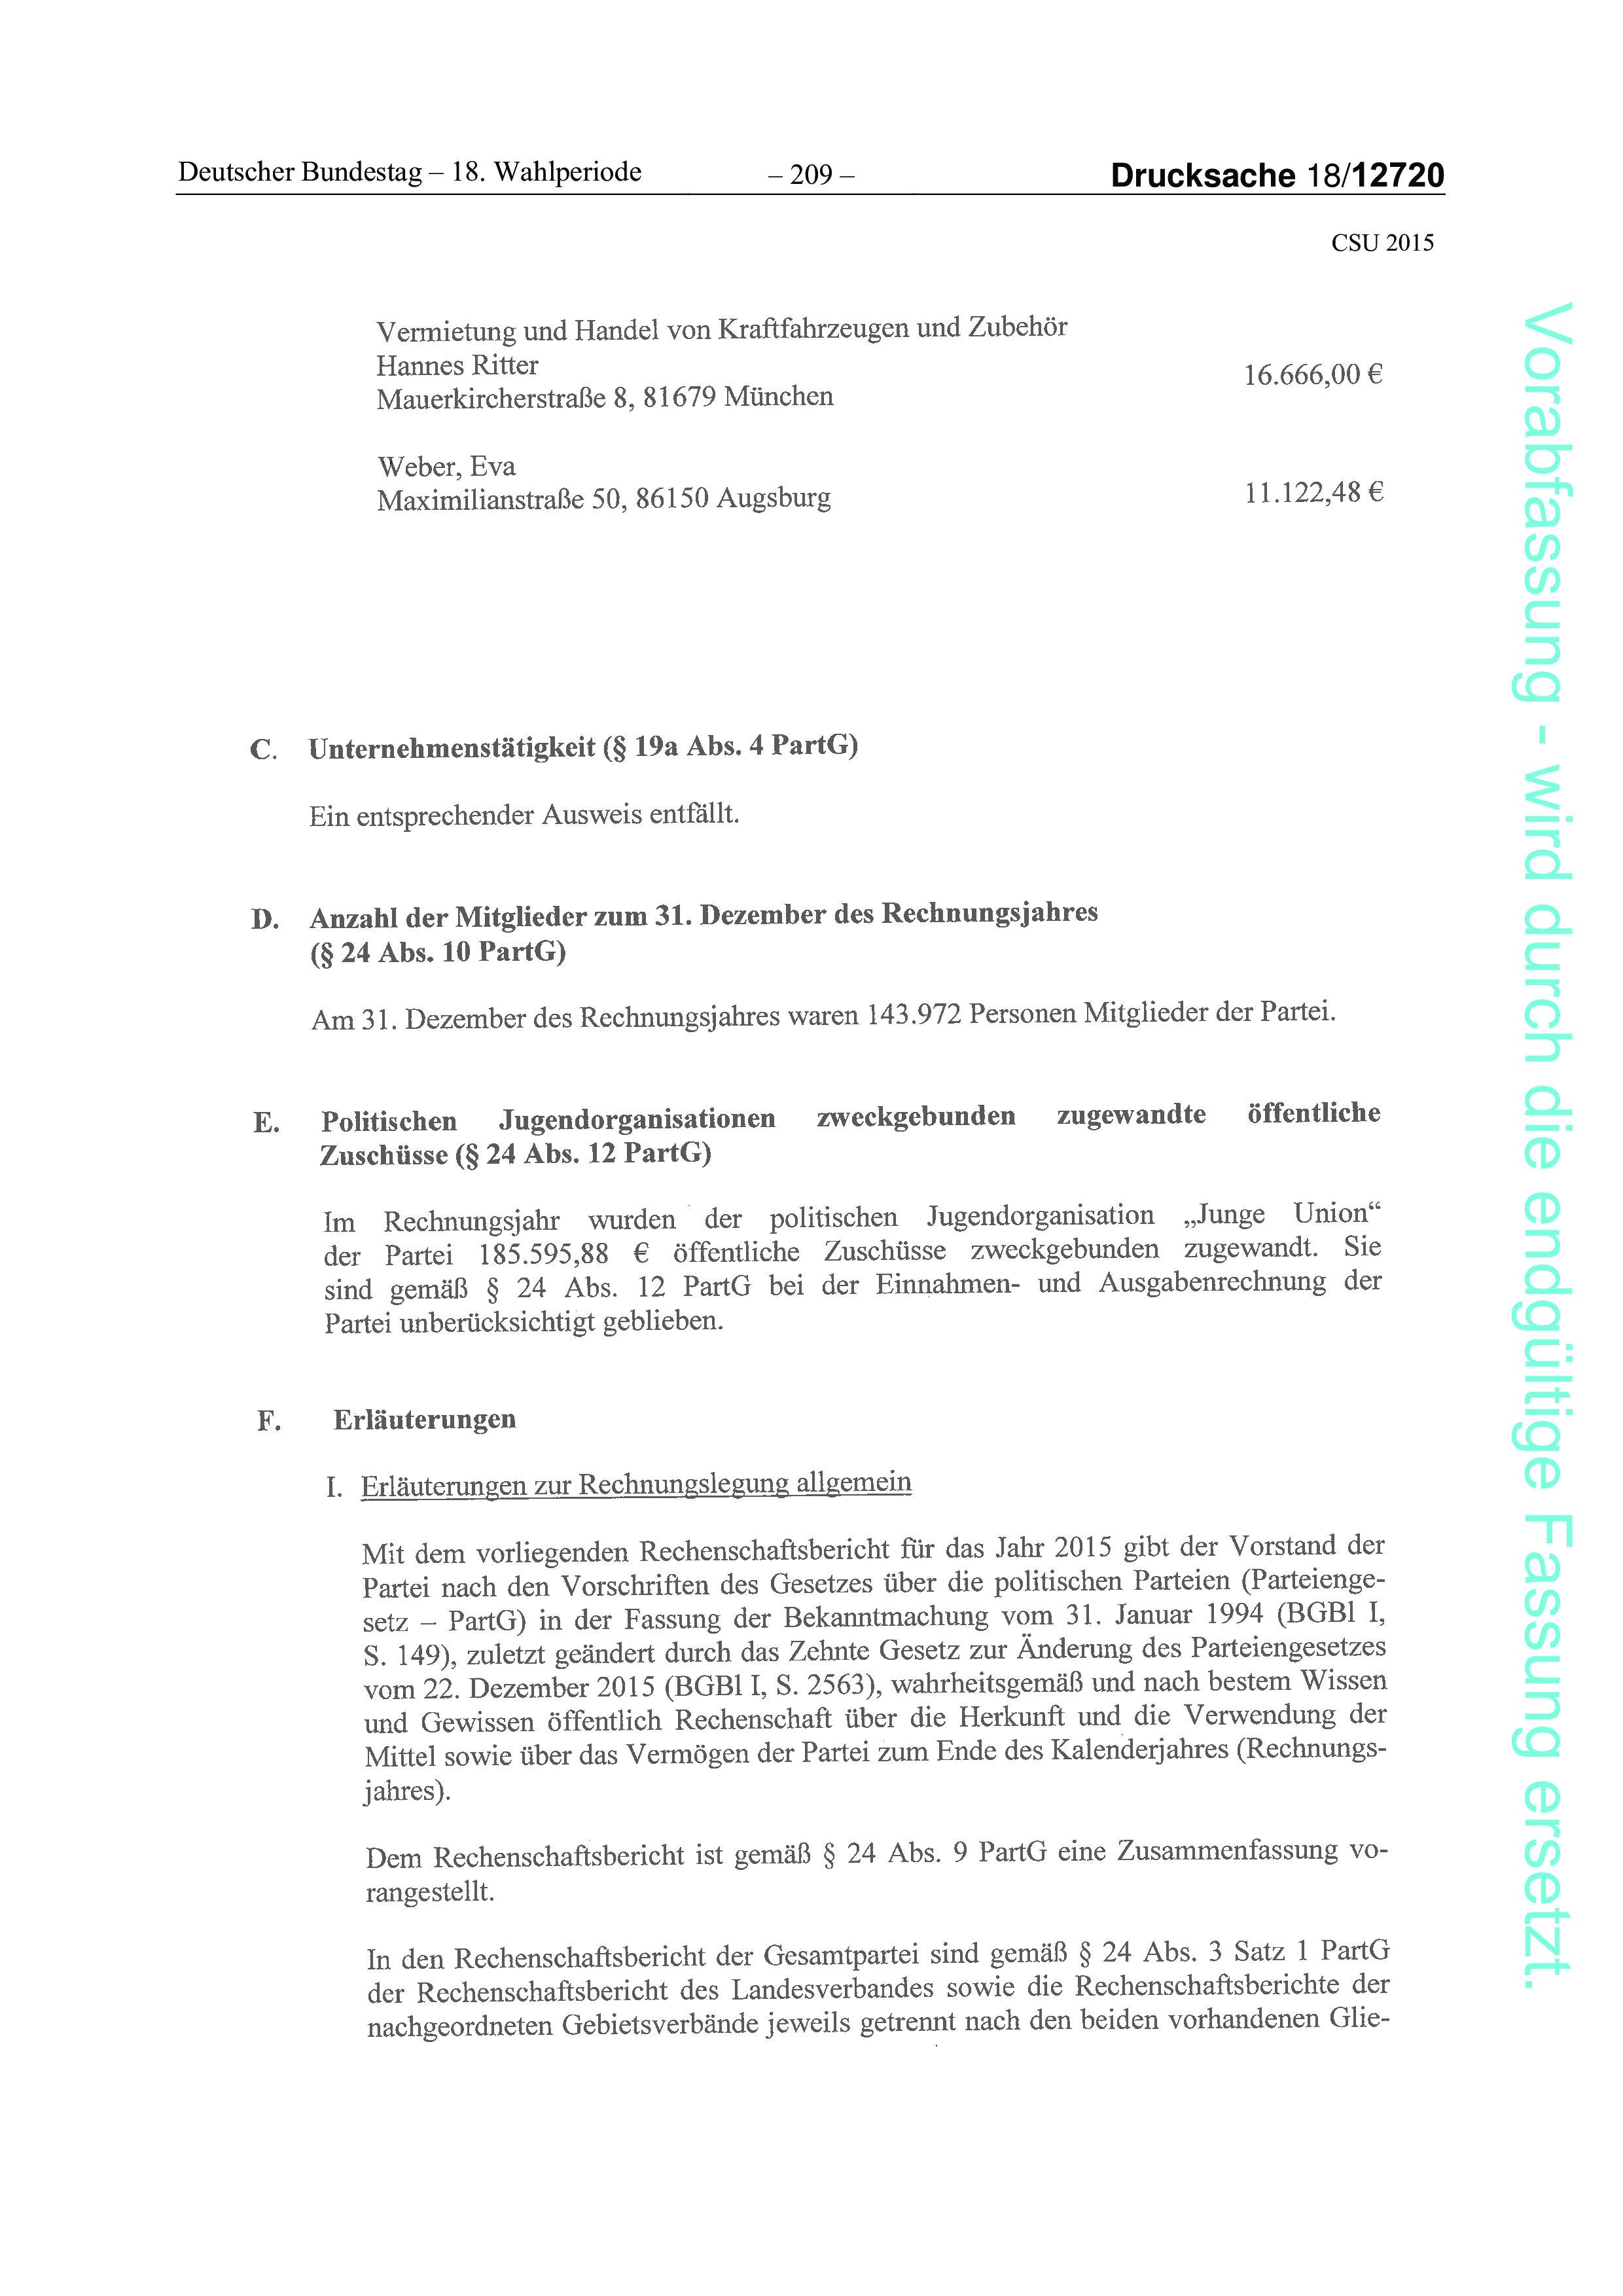 Deutscher Bundestag – 18. Wahlperiode – 209 – Drucksache 18/12720
CSU 2015
Vermietung und Handel von Kraftfahrzeugen und Zubehör
Hannes Ritter
16.666,00 €
Mauerkircherstraße 8, 81679 München
Weber, Eva
Maximilianstraße 50, 86150 Augsburg 11.122,48 €
C. Unternehmenstätigkeit (§ 19a Abs. 4 PartG)
Ein entsprechender Ausweis entfällt.
D. Anzahl der Mitglieder zum 31. Dezember des Rechnungsjahres
(§ 24 Abs. 10 PartG)
Am 31. Dezember des Rechnungsjahres waren 143.972 Personen Mitglieder der Partei.
E. Politischen Jugendorganisationen zweckgebunden zugewandte öffentliche
Zuschüsse (§ 24 Abs. 12 PartG)
Im Rechnungsjahr wurden der politischen Jugendorganisation „Junge Union“
der Partei 185.595,88 € öffentliche Zuschüsse zweckgebunden zugewandt. Sie
sind gemäß § 24 Abs. 12 PartG bei der Einnahmen- und Ausgabenrechnung der
Partei unberücksichtigt geblieben.
F. Erläuterungen
I. Erläuterungen zur Rechnungslegung allgemein
Mit dem vorliegenden Rechenschaftsbericht für das Jahr 2015 gibt der Vorstand der
Partei nach den Vorschriften des Gesetzes über die politischen Parteien (Parteienge-
setz – PartG) in der Fassung der Bekanntmachung vom 31. Januar 1994 (BGBl I,
S. 149), zuletzt geändert durch das Zehnte Gesetz zur Änderung des Parteiengesetzes
vom 22. Dezember 2015 (BGBl I, S. 2563), wahrheitsgemäß und nach bestem Wissen
und Gewissen öffentlich Rechenschaft über die Herkunft und die Verwendung der
Mittel sowie über das Vermögen der Partei zum Ende des Kalenderjahres (Rechnungs-
jahres).
Dem Rechenschaftsbericht ist gemäß § 24 Abs. 9 PartG eine Zusammenfassung vo-
rangestellt.
In den Rechenschaftsbericht der Gesamtpartei sind gemäß § 24 Abs. 3 Satz 1 PartG
der Rechenschaftsbericht des Landesverbandes sowie die Rechenschaftsberichte der
nachgeordneten Gebietsverbände jeweils getrennt nach den beiden vorhandenen Glie-
Vorabfassung - wird durch die endgültige Fassung ersetzt.